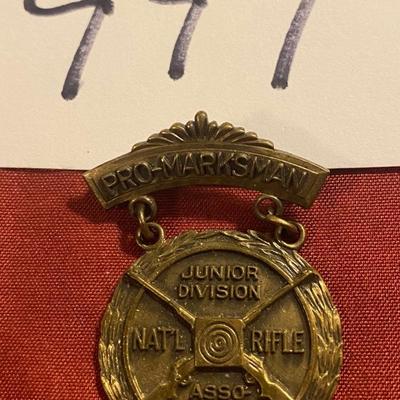 PRO-MARKSMAN
JUNIOR
DIVISION
NAT'L RIFLE
ASSO-